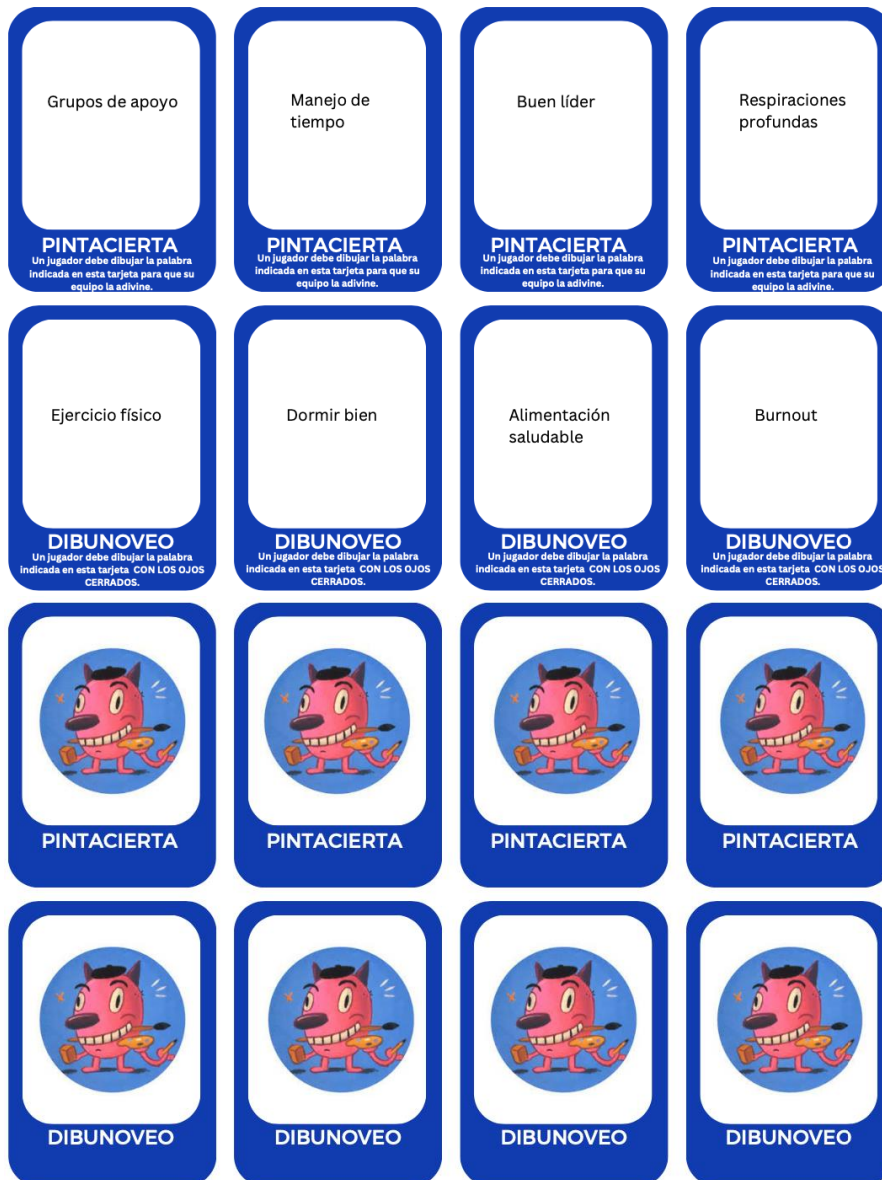 Grupos de apoyo
PINTACIERTA
Un jugador debe dibujar la palabra
indicada en esta tarjeta para que su
equipo la adivine.
Manejo de
tiempo
PINTACIERTA
Un jugador debe dibujar la palabra
indicada en esta tarjeta para que su
equipo la adivine.
Buen líder
PINTACIERTA
Un jugador debe dibujar la palabra
indicada en esta tarjeta para que su
equipo la adivine.
Respiraciones
profundas
PINTACIERTA
Un jugador debe dibujar la palabra
indicada en esta tarjeta para que su
equipo la adivine.
Ejercicio físico
DIBUNOVEO
Un jugador debe dibujar la palabra
indicada en esta tarjeta CON LOS OJOS
CERRADOS.
Dormir bien
DIBUNOVEO
Un jugador debe dibujar la palabra
indicada en esta tarjeta CON LOS OJOS
CERRADOS.
Alimentación
saludable
DIBUNOVEO
Un jugador debe dibujar la palabra
indicada en esta tarjeta CON LOS OJOS
CERRADOS.
Burnout
DIBUNOVEO
Un jugador debe dibujar la palabra
indicada en esta tarjeta CON LOS OJOS
CERRADOS.
PINTACIERTA
PINTACIERTA
PINTACIERTA
PINTACIERTA
DIBUNOVEO
DIBUNOVEO
DIBUNOVEO
DIBUNOVEO